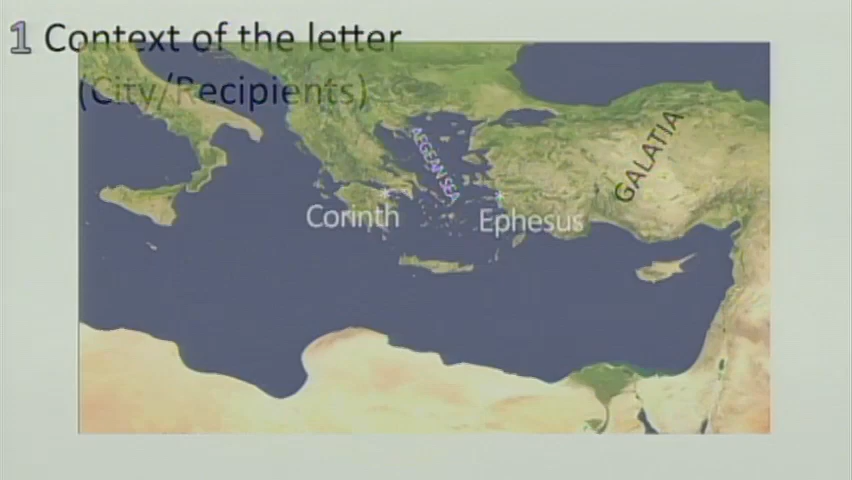 1 Context of the letter
(City/Recipients)
AEGEAN SEA
GALATIA
Corinth
Ephesus